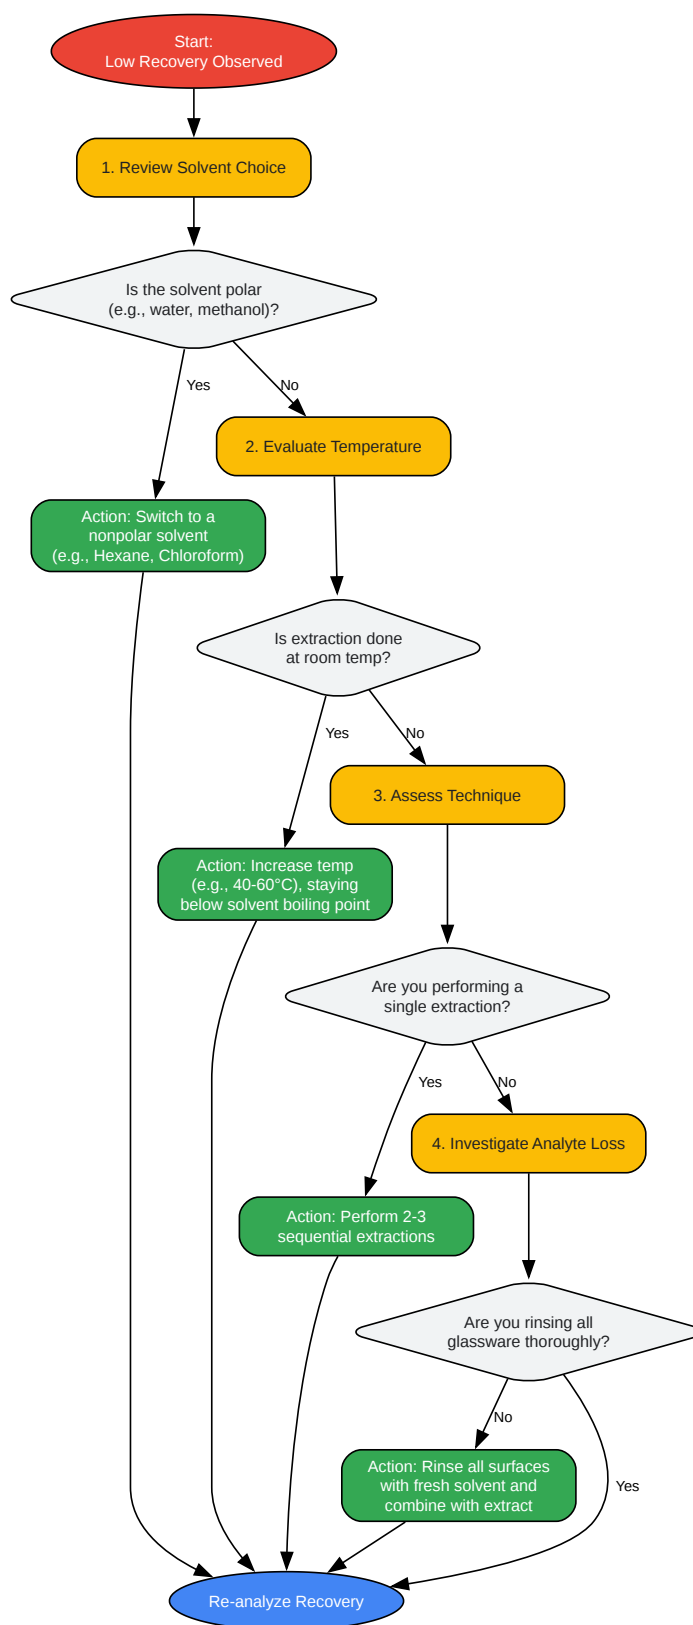 Start:
Low Recovery Observed
1. Review Solvent Choice
Is the solvent polar
(e.g., water, methanol)?
Yes
No
2. Evaluate Temperature
Action: Switch to a
nonpolar solvent
(e.g., Hexane, Chloroform)
Is extraction done
at room temp?
Yes
No
3. Assess Technique
Action: Increase temp
(e.g., 40-60°C), staying
below solvent boiling point
Are you performing a
single extraction?
Yes
No
4. Investigate Analyte Loss
Action: Perform 2-3
sequential extractions
Are you rinsing all
glassware thoroughly?
No
Yes
Action: Rinse all surfaces
with fresh solvent and
combine with extract
Re-analyze Recovery